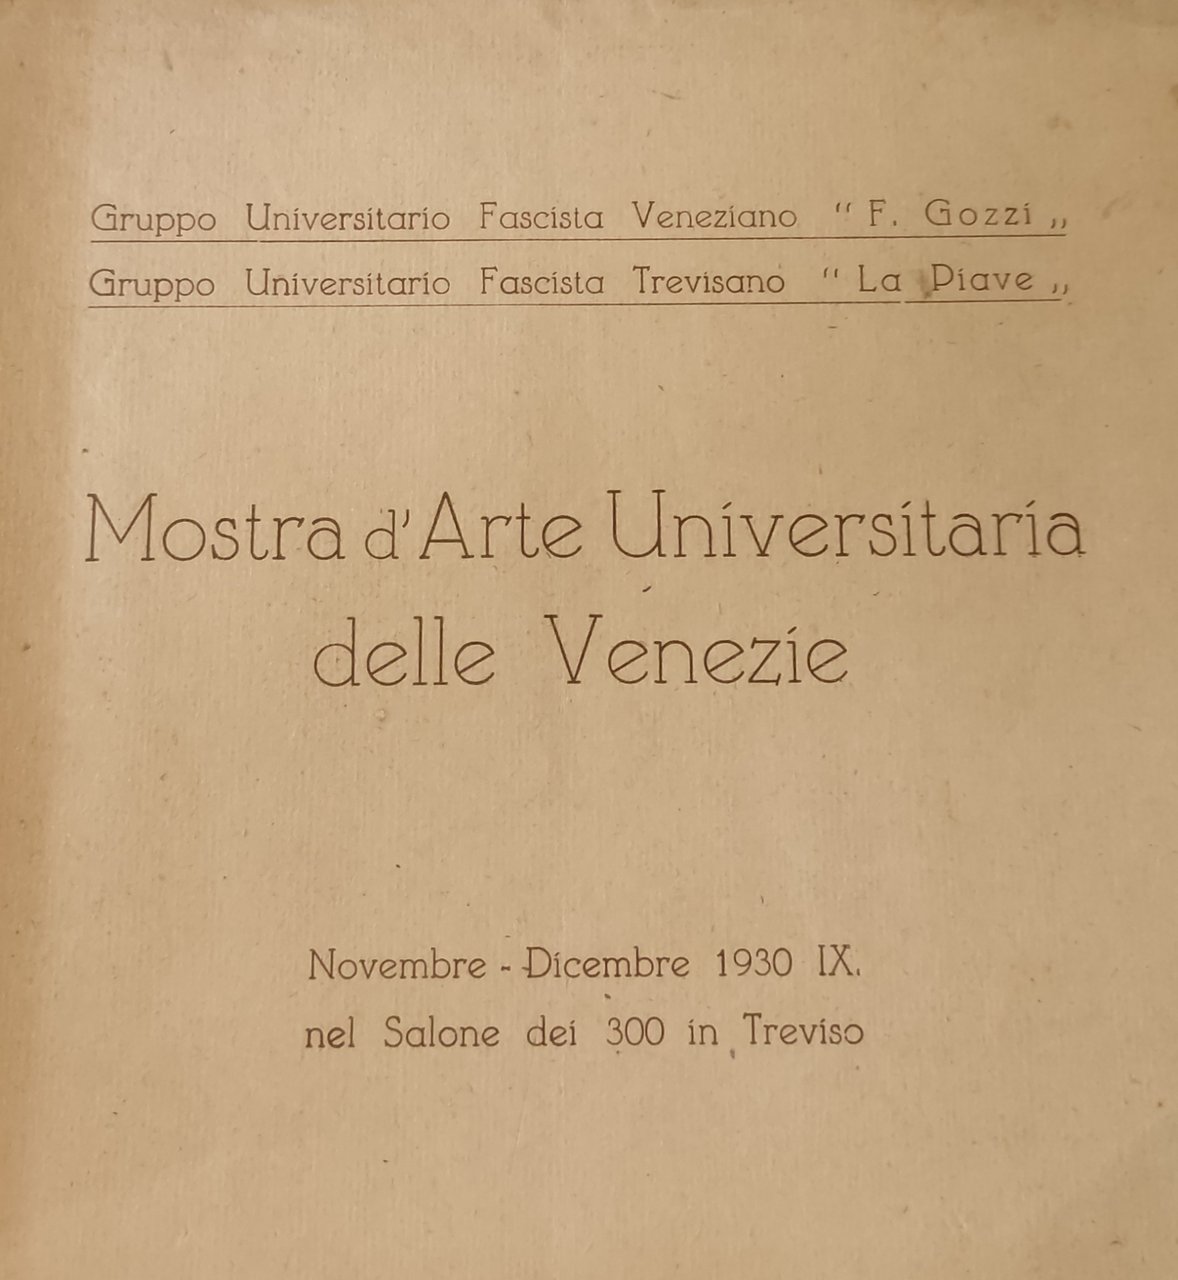 Gruppo Universitario Fascista Veneziano “ F. Gozzi „
Gruppo Universitario Fascista Trevisano “ La Piave „
Mostra d'Arte Universitaria
delle Venezie
Novembre - Dicembre 1930 IX.
nel Salone dei 300 in Treviso